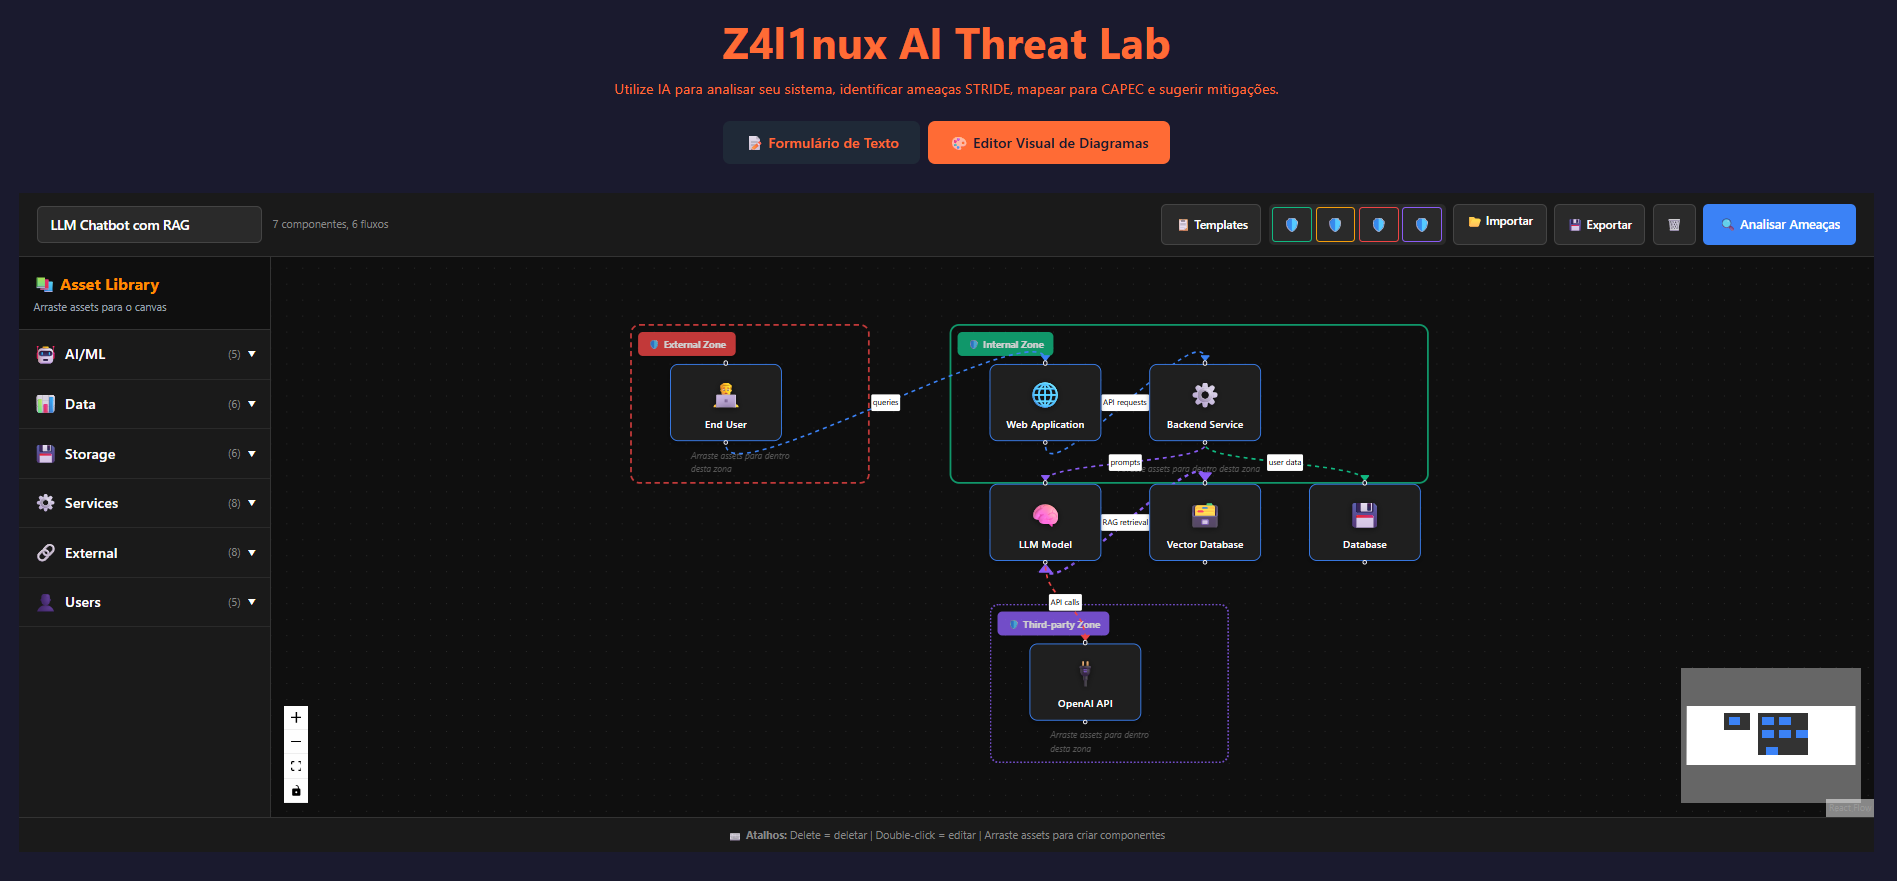 Z4l1nux AI Threat Lab
Utilize IA para analisar seu sistema, identificar ameaças STRIDE, mapear para CAPEC e sugerir mitigações.
Formulário de Texto
Editor Visual de Diagramas
LLM Chatbot com RAG
7 componentes, 6 fluxos
Templates
Importar
Exportar
Analisar Ameaças
Asset Library
Arraste assets para o canvas
AI/ML (5)
Data (6)
Storage (6)
Services (8)
External (8)
Users (5)
External Zone
End User
Arraste assets para dentro
desta zona
queries
Internal Zone
Web Application
API requests
Backend Service
prompts
assets para dentro desta zona
user data
LLM Model
RAG retrieval
Vector Database
Database
API calls
Third-party Zone
OpenAI API
Arraste assets para dentro
desta zona
React Flow
Atalhos: Delete = deletar | Double-click = editar | Arraste assets para criar componentes